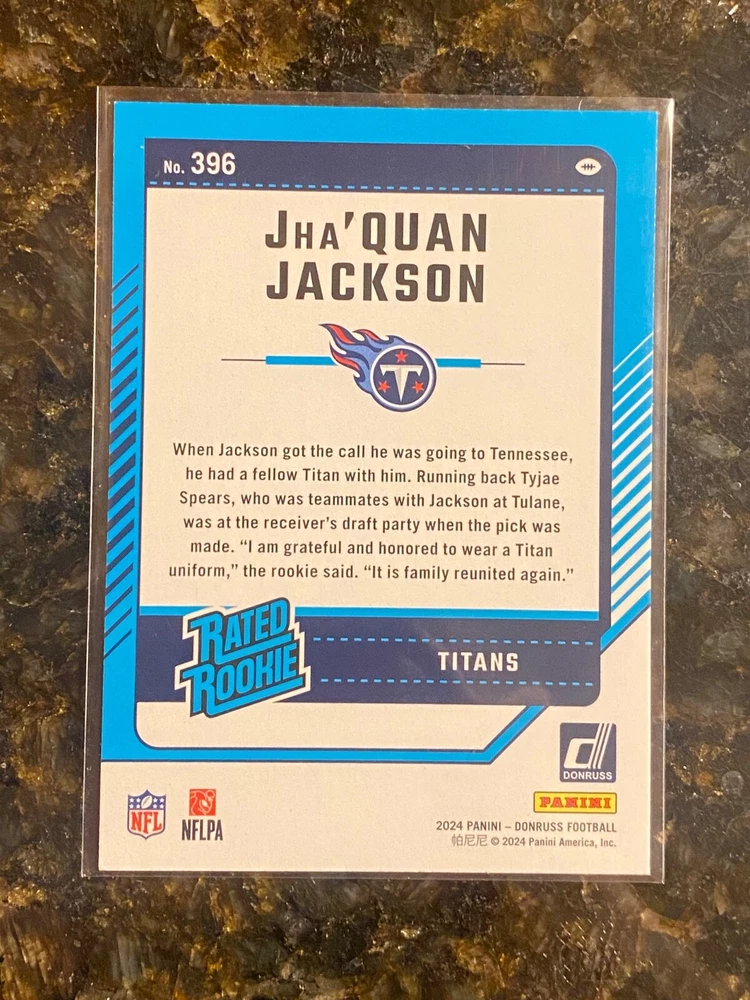 No. 396
JHA'QUAN
JACKSON
T
When Jackson got the call he was going to Tennessee,
he had a fellow Titan with him. Running back Tyjae
Spears, who was teammates with Jackson at Tulane,
was at the receiver's draft party when the pick was
made. “I am grateful and honored to wear a Titan
uniform,” the rookie said. “It is family reunited again.”
RATED
ROOKIE
TITANS
DONRUSS
PANINI
NFL
NFLPA
2024 PANINI – DONRUSS FOOTBALL
帕尼尼 © 2024 Panini America, Inc.